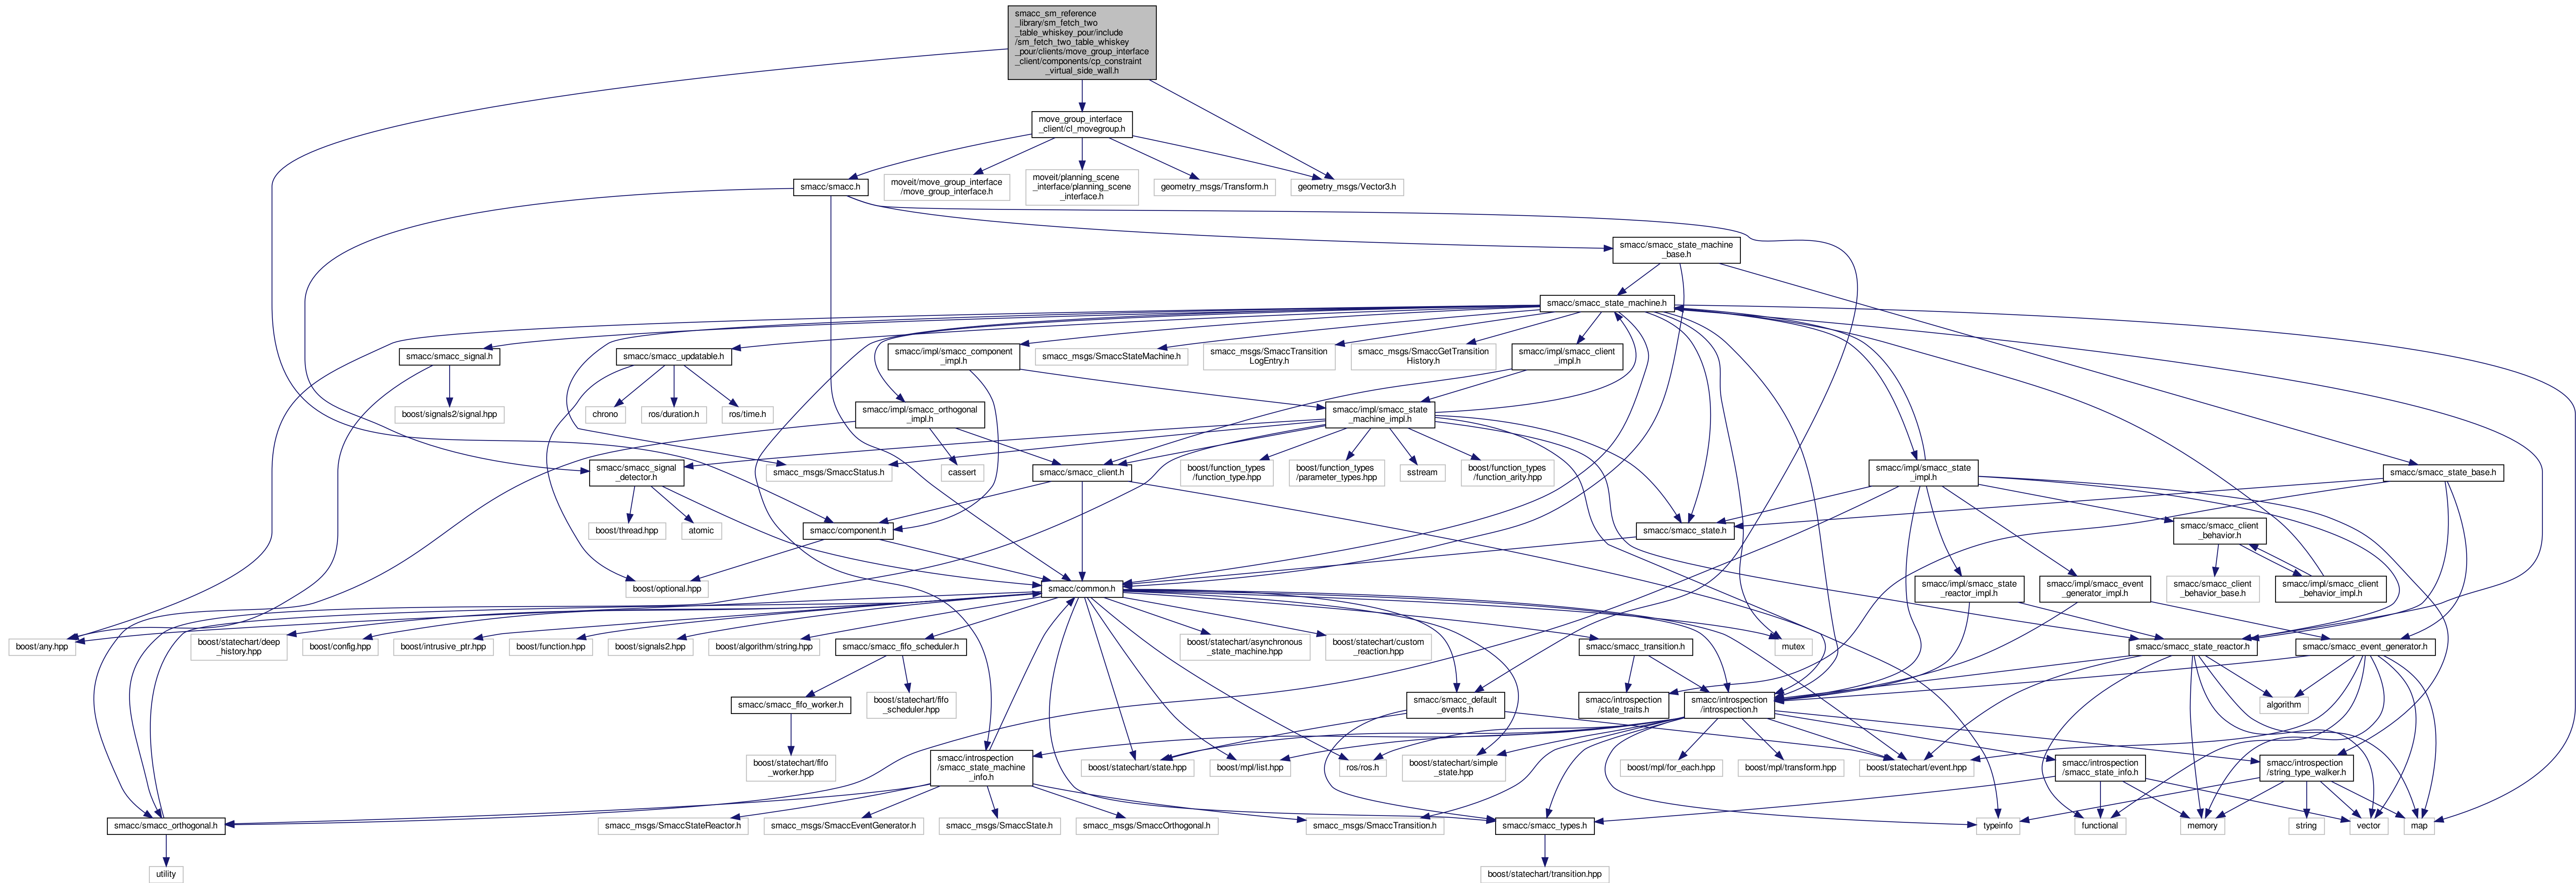 smacc_sm_reference
_library/sm_fetch_two
_table_whiskey_pour/include
/sm_fetch_two_table_whiskey
_pour/clients/move_group_interface
_client/components/cp_constraint
_virtual_side_wall.h
move_group_interface
_client/cl_movegroup.h
smacc/smacc.h
moveit/move_group_interface
/move_group_interface.h
moveit/planning_scene
_interface/planning_scene
_interface.h
geometry_msgs/Transform.h
geometry_msgs/Vector3.h
smacc/smacc_state_machine
_base.h
smacc/smacc_state_machine.h
smacc/smacc_signal.h
smacc/smacc_updatable.h
smacc/impl/smacc_component
_impl.h
smacc_msgs/SmaccStateMachine.h
smacc_msgs/SmaccTransition
LogEntry.h
smacc_msgs/SmaccGetTransition
History.h
smacc/impl/smacc_client
_impl.h
boost/signals2/signal.hpp
chrono
ros/duration.h
ros/time.h
smacc/impl/smacc_orthogonal
_impl.h
smacc/impl/smacc_state
_machine_impl.h
smacc/smacc_signal
_detector.h
smacc_msgs/SmaccStatus.h
cassert
smacc/smacc_client.h
boost/function_types
/function_type.hpp
boost/function_types
/parameter_types.hpp
sstream
boost/function_types
/function_arity.hpp
smacc/impl/smacc_state
_impl.h
smacc/smacc_state_base.h
boost/thread.hpp
atomic
smacc/component.h
smacc/smacc_state.h
smacc/smacc_client
_behavior.h
boost/optional.hpp
smacc/common.h
smacc/impl/smacc_state
_reactor_impl.h
smacc/impl/smacc_event
_generator_impl.h
smacc/smacc_client
_behavior_base.h
smacc/impl/smacc_client
_behavior_impl.h
boost/any.hpp
boost/statechart/deep
_history.hpp
boost/config.hpp
boost/intrusive_ptr.hpp
boost/function.hpp
boost/signals2.hpp
boost/algorithm/string.hpp
smacc/smacc_fifo_scheduler.h
boost/statechart/asynchronous
_state_machine.hpp
boost/statechart/custom
_reaction.hpp
smacc/smacc_transition.h
mutex
smacc/smacc_state_reactor.h
smacc/smacc_event_generator.h
smacc/smacc_fifo_worker.h
boost/statechart/fifo
_scheduler.hpp
smacc/smacc_default
_events.h
smacc/introspection
/state_traits.h
smacc/introspection
/introspection.h
algorithm
boost/statechart/fifo
_worker.hpp
smacc/introspection
/smacc_state_machine
_info.h
boost/statechart/state.hpp
boost/mpl/list.hpp
ros/ros.h
boost/statechart/simple
_state.hpp
boost/mpl/for_each.hpp
boost/mpl/transform.hpp
boost/statechart/event.hpp
smacc/introspection
/smacc_state_info.h
smacc/introspection
/string_type_walker.h
smacc/smacc_orthogonal.h
smacc_msgs/SmaccStateReactor.h
smacc_msgs/SmaccEventGenerator.h
smacc_msgs/SmaccState.h
smacc_msgs/SmaccOrthogonal.h
smacc_msgs/SmaccTransition.h
smacc/smacc_types.h
typeinfo
functional
memory
string
vector
map
utility
boost/statechart/transition.hpp